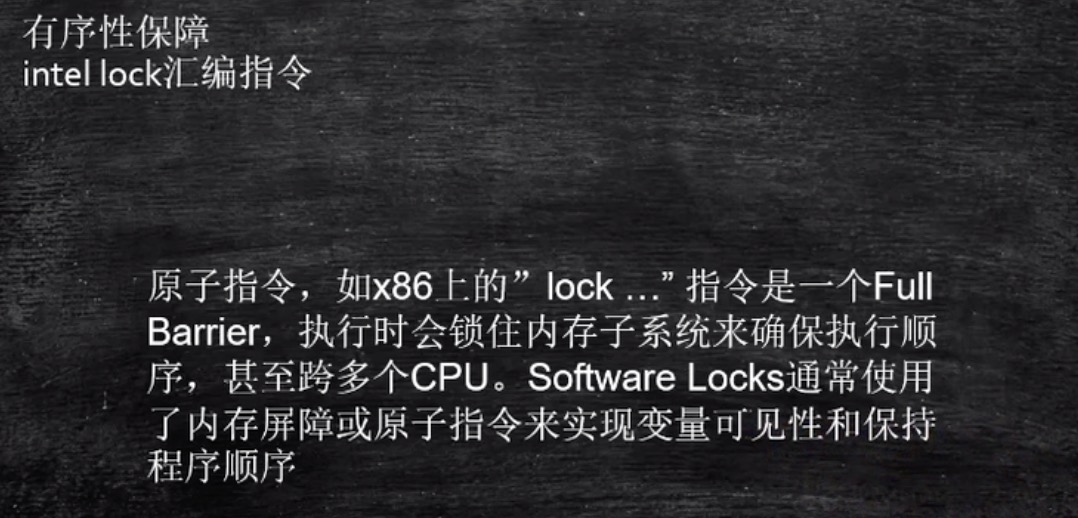 有序性保障
intel lock汇编指令
原子指令，如x86上的”lock …” 指令是一个Full
Barrier，执行时会锁住内存子系统来确保执行顺
序，甚至跨多个CPU。Software Locks通常使用
了内存屏障或原子指令来实现变量可见性和保持
程序顺序